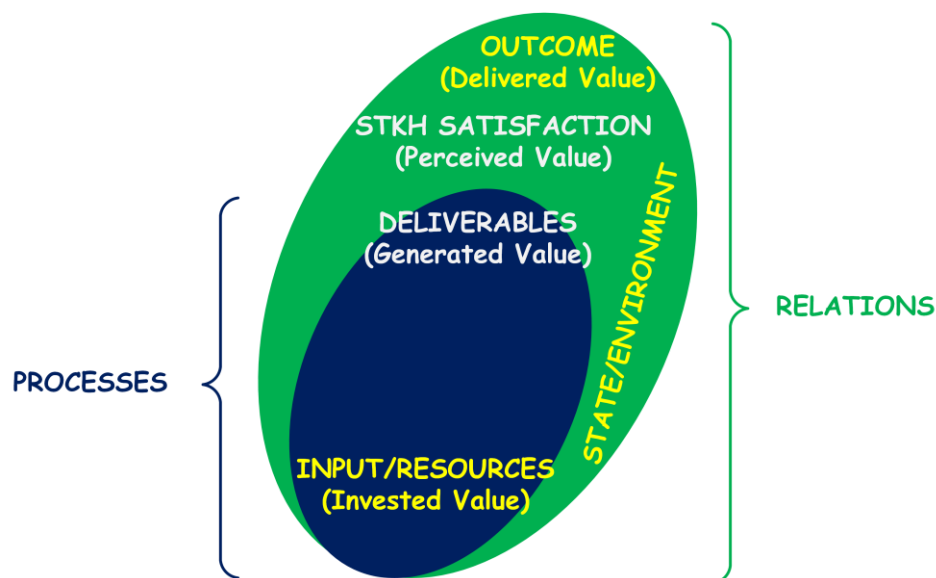 OUTCOME
(Delivered Value)
STKH SATISFACTION
(Perceived Value)
DELIVERABLES
(Generated Value)
STATE/ENVIRONMENT
RELATIONS
PROCESSES
INPUT/RESOURCES
(Invested Value)